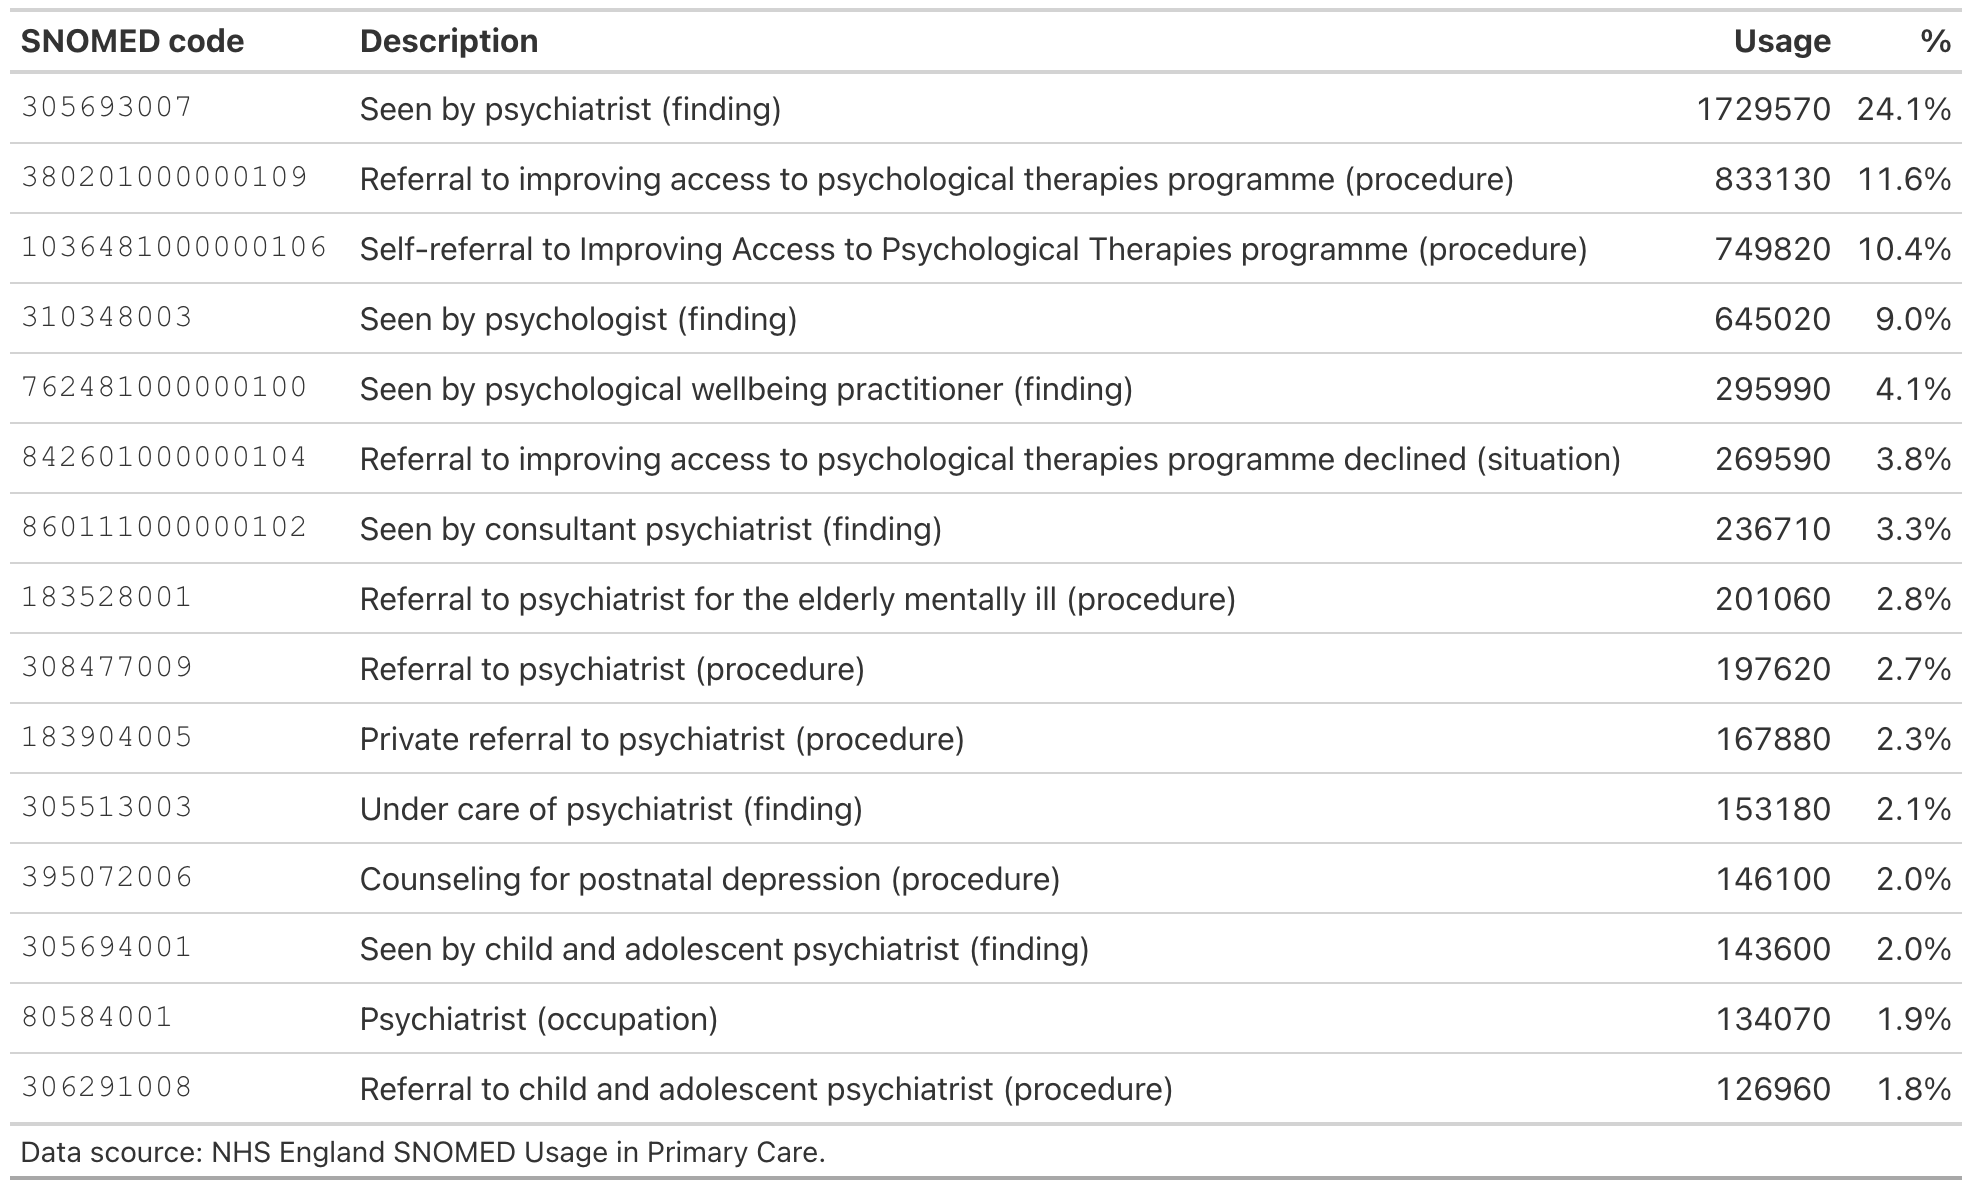 SNOMED code Description Usage %
305693007 Seen by psychiatrist (finding) 1729570 24.1%
380201000000109 Referral to improving access to psychological therapies programme (procedure) 833130 11.6%
1036481000000106 Self-referral to Improving Access to Psychological Therapies programme (procedure) 749820 10.4%
310348003 Seen by psychologist (finding) 645020 9.0%
762481000000100 Seen by psychological wellbeing practitioner (finding) 295990 4.1%
842601000000104 Referral to improving access to psychological therapies programme declined (situation) 269590 3.8%
860111000000102 Seen by consultant psychiatrist (finding) 236710 3.3%
183528001 Referral to psychiatrist for the elderly mentally ill (procedure) 201060 2.8%
308477009 Referral to psychiatrist (procedure) 197620 2.7%
183904005 Private referral to psychiatrist (procedure) 167880 2.3%
305513003 Under care of psychiatrist (finding) 153180 2.1%
395072006 Counseling for postnatal depression (procedure) 146100 2.0%
305694001 Seen by child and adolescent psychiatrist (finding) 143600 2.0%
80584001 Psychiatrist (occupation) 134070 1.9%
306291008 Referral to child and adolescent psychiatrist (procedure) 126960 1.8%
Data scource: NHS England SNOMED Usage in Primary Care.